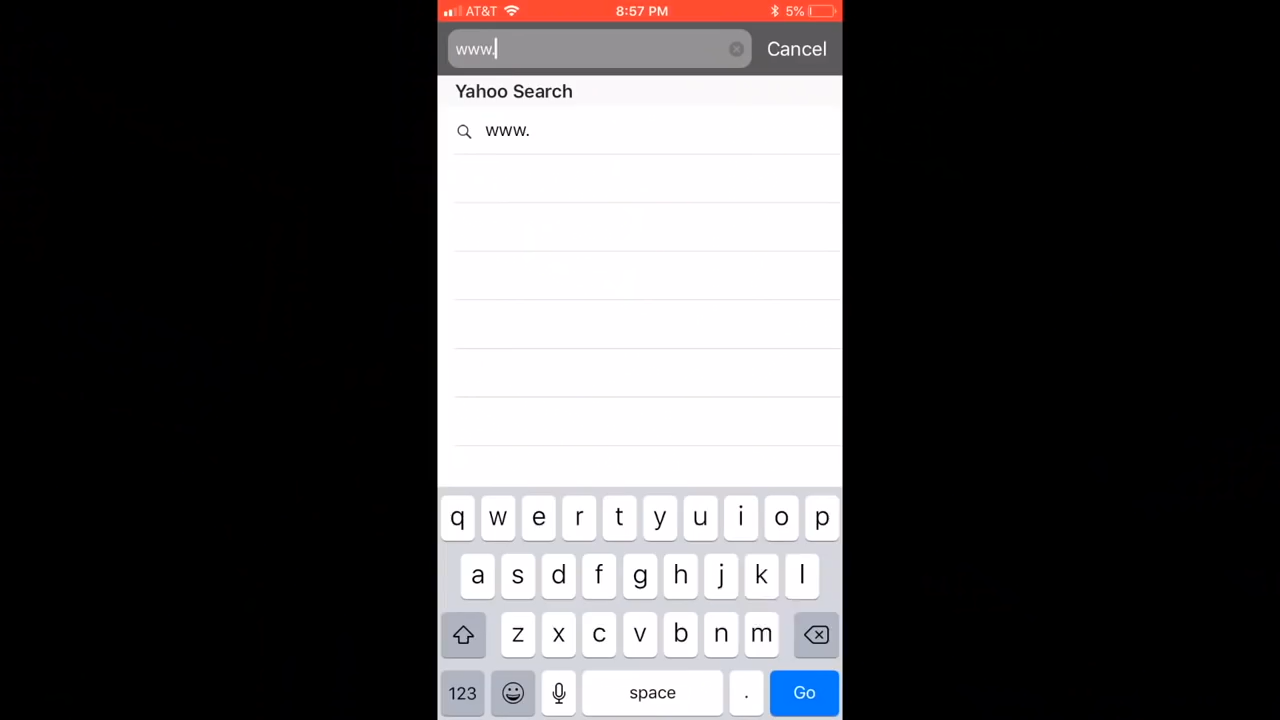 AT&T 8:57 PM 5%
www. Cancel
Yahoo Search
www.
q w e r t y u i o p
a s d f g h j k l
z x c v b n m
123 space . Go